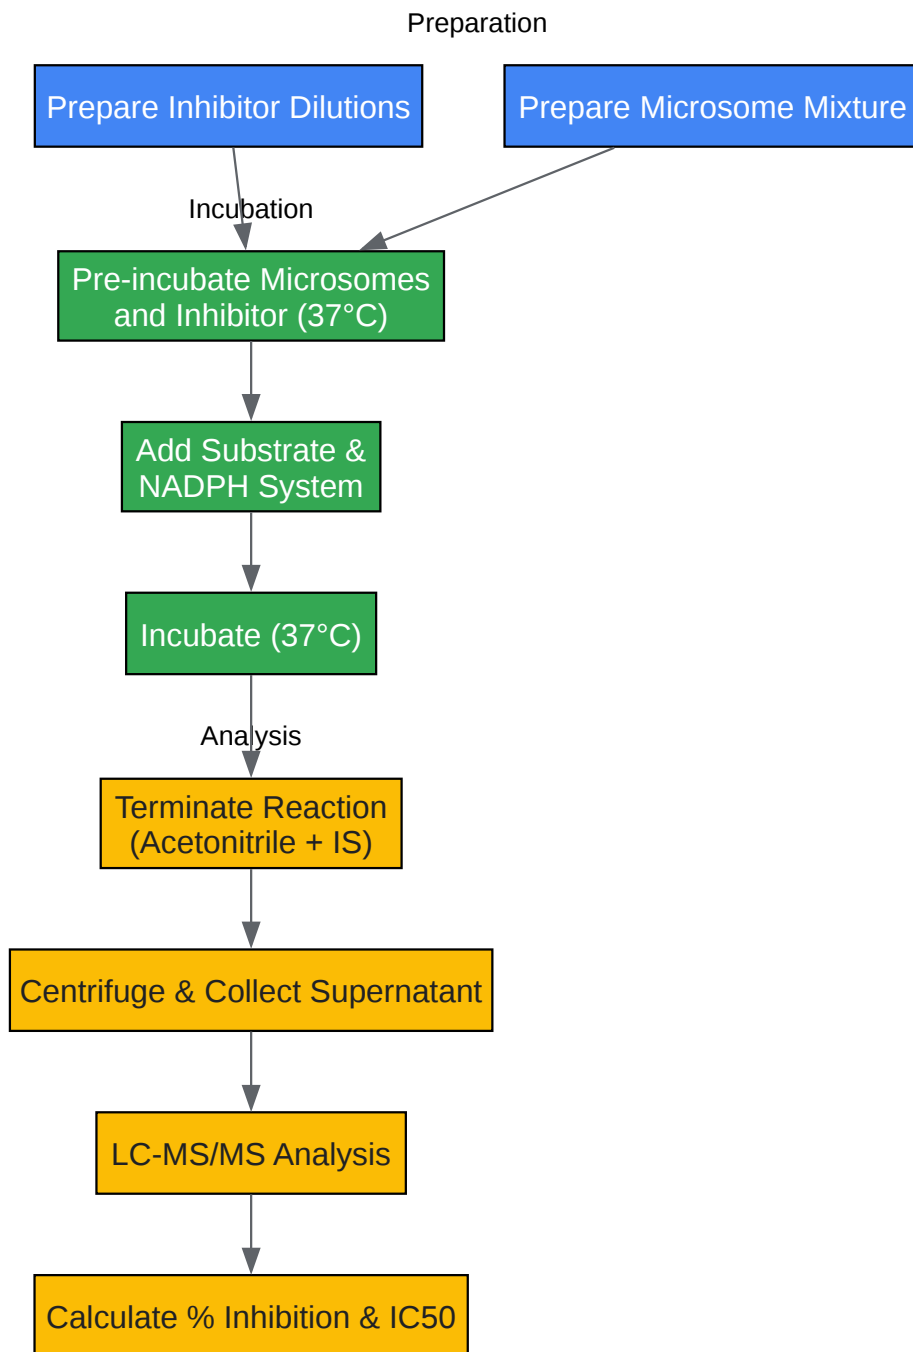 Preparation
Prepare Inhibitor Dilutions
Prepare Microsome Mixture
Incubation
Pre-incubate Microsomes
and Inhibitor (37°C)
Add Substrate &
NADPH System
Incubate (37°C)
Analysis
Terminate Reaction
(Acetonitrile + IS)
Centrifuge & Collect Supernatant
LC-MS/MS Analysis
Calculate % Inhibition & IC50